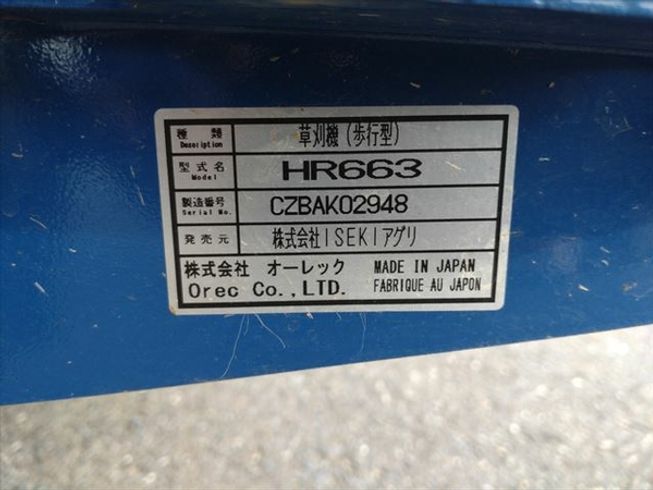 種類 草刈機(歩行型)
Description
型式名 HR663
Model
製造番号 CZBAK02948
Serial No.
発売元 株式会社ISEKIアグリ
株式会社 オーレック MADE IN JAPAN
Orec Co.,LTD. FABRIQUE AU JAPON